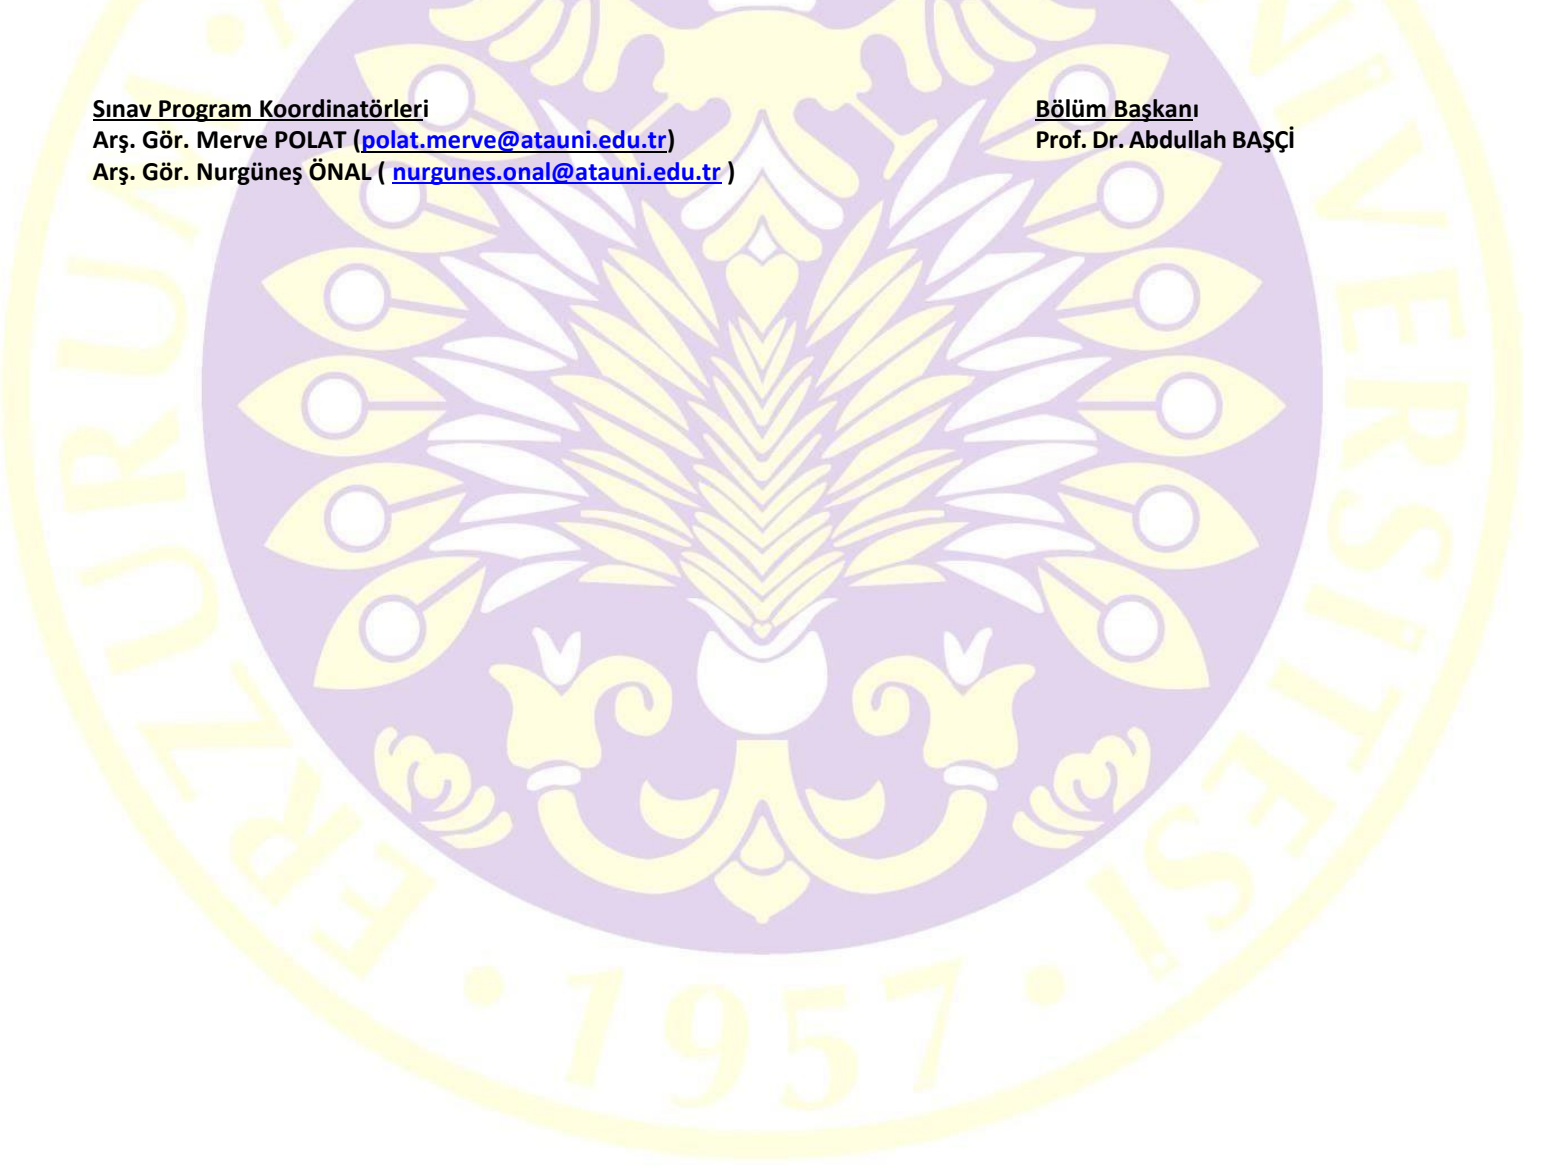 Sınav Program Koordinatörleri
Arş. Gör. Merve POLAT (polat.merve@atauni.edu.tr)
Arş. Gör. Nurgüneş ÖNAL ( nurgunes.onal@atauni.edu.tr )
Bölüm Başkanı
Prof. Dr. Abdullah BAŞÇİ
ERZURUM
ÜNİVERSİTESİ
1957